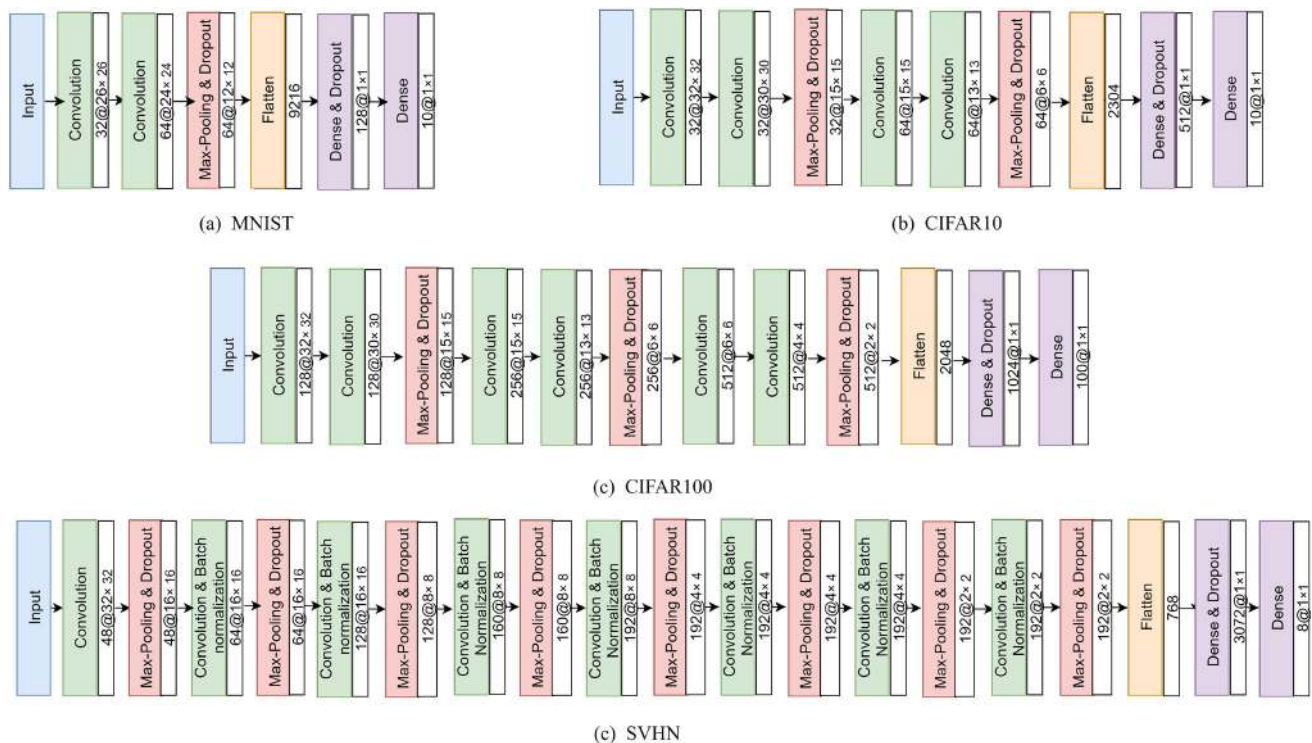 Input
Convolution
32@26× 26
Convolution
64@24× 24
Max-Pooling & Dropout
64@12× 12
Flatten
9216
Dense & Dropout
128@1×1
Dense
10@1×1
(a) MNIST
Input
Convolution
32@32× 32
Convolution
32@30× 30
Max-Pooling & Dropout
32@15× 15
Convolution
64@15× 15
Convolution
64@13× 13
Max-Pooling & Dropout
64@6× 6
Flatten
2304
Dense & Dropout
512@1×1
Dense
10@1×1
(b) CIFAR10
Input
Convolution
128@32× 32
Convolution
128@30× 30
Max-Pooling & Dropout
128@15× 15
Convolution
256@15× 15
Convolution
256@13× 13
Max-Pooling & Dropout
256@6× 6
Convolution
512@6× 6
Convolution
512@4× 4
Max-Pooling & Dropout
512@2× 2
Flatten
2048
Dense & Dropout
1024@1×1
Dense
100@1×1
(c) CIFAR100
Input
Convolution
48@32× 32
Max-Pooling & Dropout
48@16× 16
Convolution & Batch
normalization
64@16× 16
Max-Pooling & Dropout
64@16× 16
Convolution & Batch
normalization
128@16× 16
Max-Pooling & Dropout
128@8× 8
Convolution & Batch
Normalization
160@8× 8
Max-Pooling & Dropout
160@8× 8
Convolution & Batch
Normalization
192@8× 8
Max-Pooling & Dropout
192@4× 4
Convolution & Batch
Normalization
192@4× 4
Max-Pooling & Dropout
192@4× 4
Convolution & Batch
Normalization
192@4× 4
Max-Pooling & Dropout
192@2× 2
Convolution & Batch
Normalization
192@2× 2
Max-Pooling & Dropout
192@2× 2
Flatten
768
Dense & Dropout
3072@1×1
Dense
8@1×1
(c) SVHN